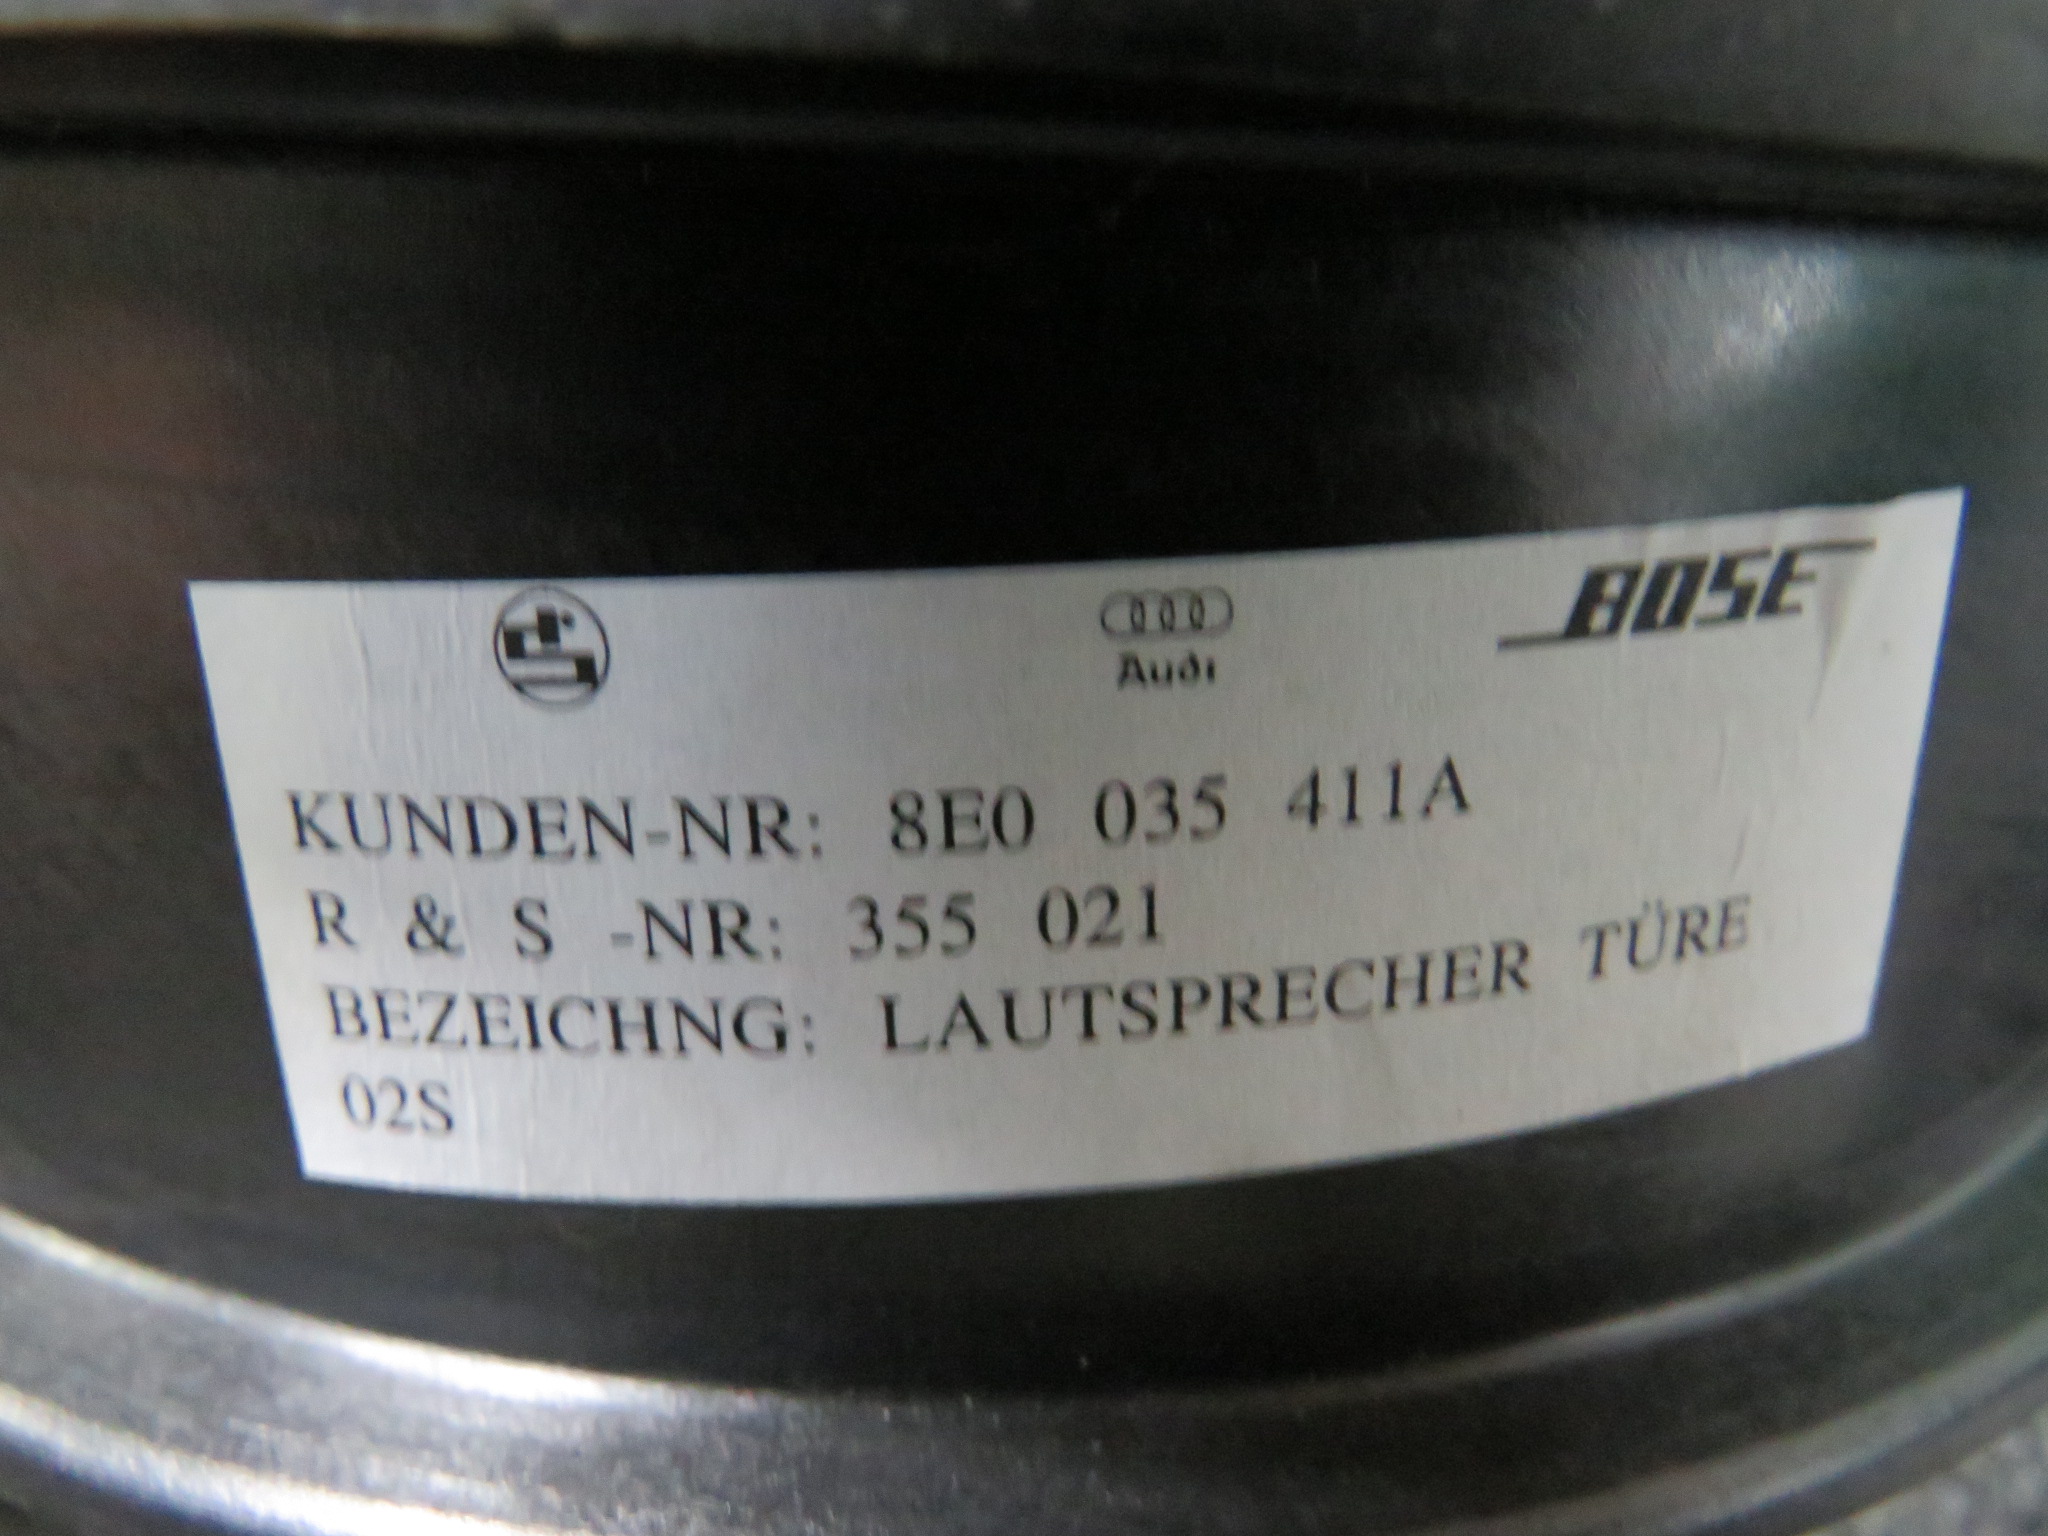 Audi
BOSE
KUNDEN-NR: 8E0 035 411A
R & S -NR: 355 021
BEZEICHNG: LAUTSPRECHER TÜRE
02S